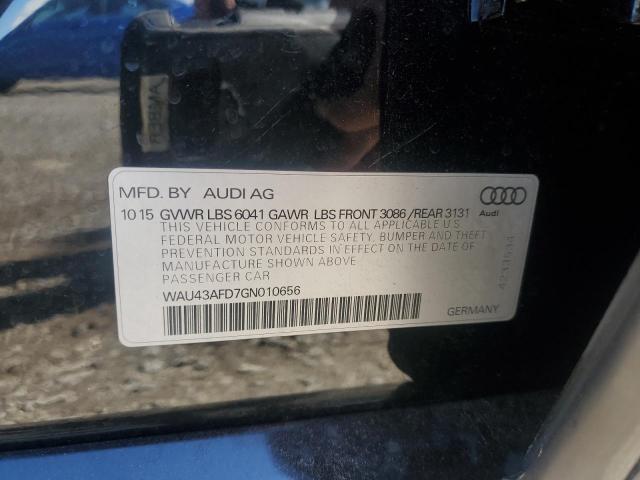 MFD. BY AUDI AG
10 15 GVWR LBS 6041 GAWR LBS FRONT 3086 /REAR 3131
THIS VEHICLE CONFORMS TO ALL APPLICABLE U.S
FEDERAL MOTOR VEHICLE SAFETY, BUMPER AND THEFT
PREVENTION STANDARDS IN EFFECT ON THE DATE OF
MANUFACTURE SHOWN ABOVE
PASSENGER CAR
WAU43AFD7GN010656
Audi
GERMANY